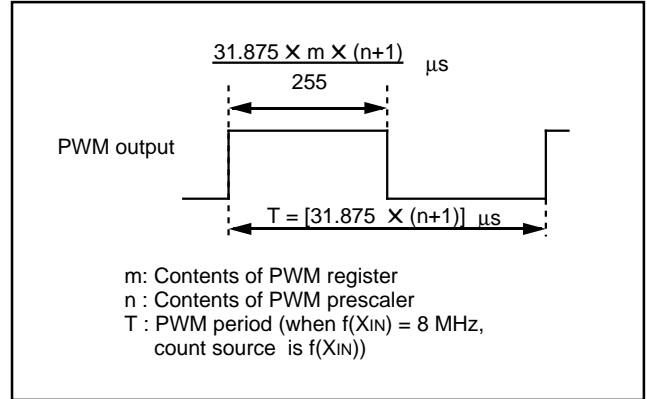 31.875 X m X (n+1)
255
μs
PWM output
T = [31.875 X (n+1)] μs
m: Contents of PWM register
n : Contents of PWM prescaler
T : PWM period (when f(XIN) = 8 MHz,
count source is f(XIN))